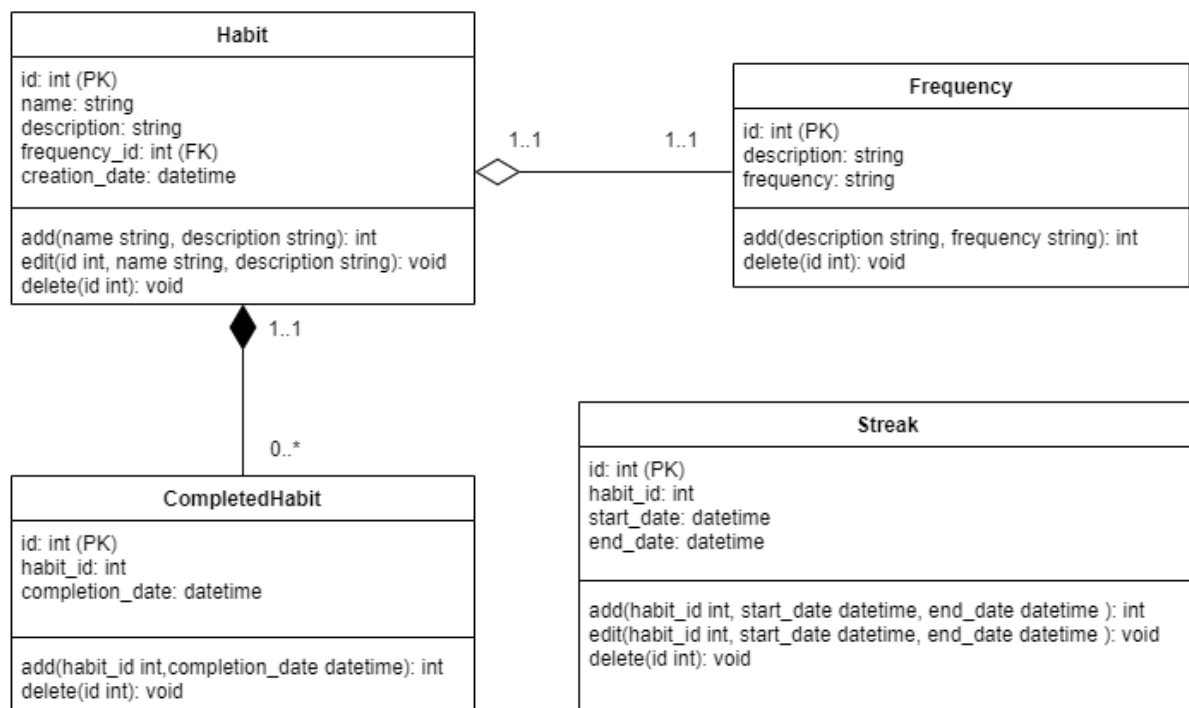 Habit
id: int (PK)
name: string
description: string
frequency_id: int (FK)
creation_date: datetime
add(name string, description string): int
edit(id int, name string, description string): void
delete(id int): void
1..1
1..1
Frequency
id: int (PK)
description: string
frequency: string
add(description string, frequency string): int
delete(id int): void
1..1
0..*
CompletedHabit
id: int (PK)
habit_id: int
completion_date: datetime
add(habit_id int,completion_date datetime): int
delete(id int): void
Streak
id: int (PK)
habit_id: int
start_date: datetime
end_date: datetime
add(habit_id int, start_date datetime, end_date datetime ): int
edit(habit_id int, start_date datetime, end_date datetime ): void
delete(id int): void